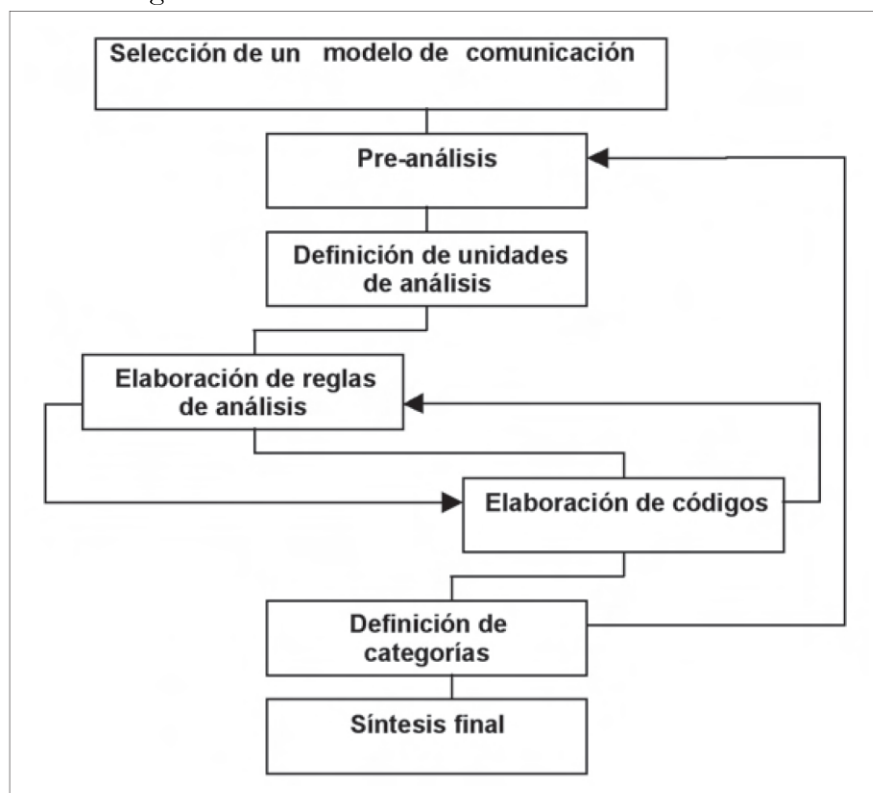 Selección de un modelo de comunicación
Pre-análisis
Definición de unidades
de análisis
Elaboración de reglas
de análisis
Elaboración de códigos
Definición de
categorías
Síntesis final